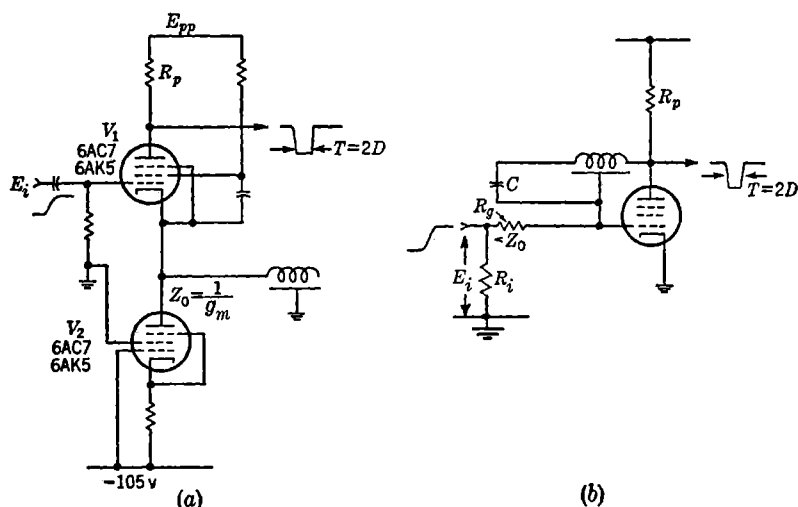 E_pp
R_p
V_1
6AC7
6AK5
E_i
T=2D
Z_0=1/g_m
V_2
6AC7
6AK5
-105 v
(a)
R_p
C
T=2D
R_g
Z_0
E_i
R_i
(b)